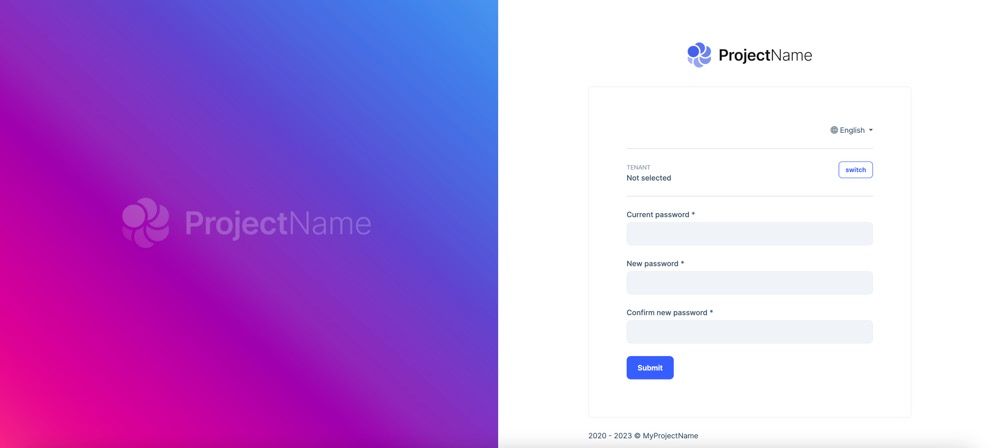 ProjectName
ProjectName
English
TENANT
Not selected
switch
Current password *
New password *
Confirm new password *
Submit
2020 - 2023 © MyProjectName